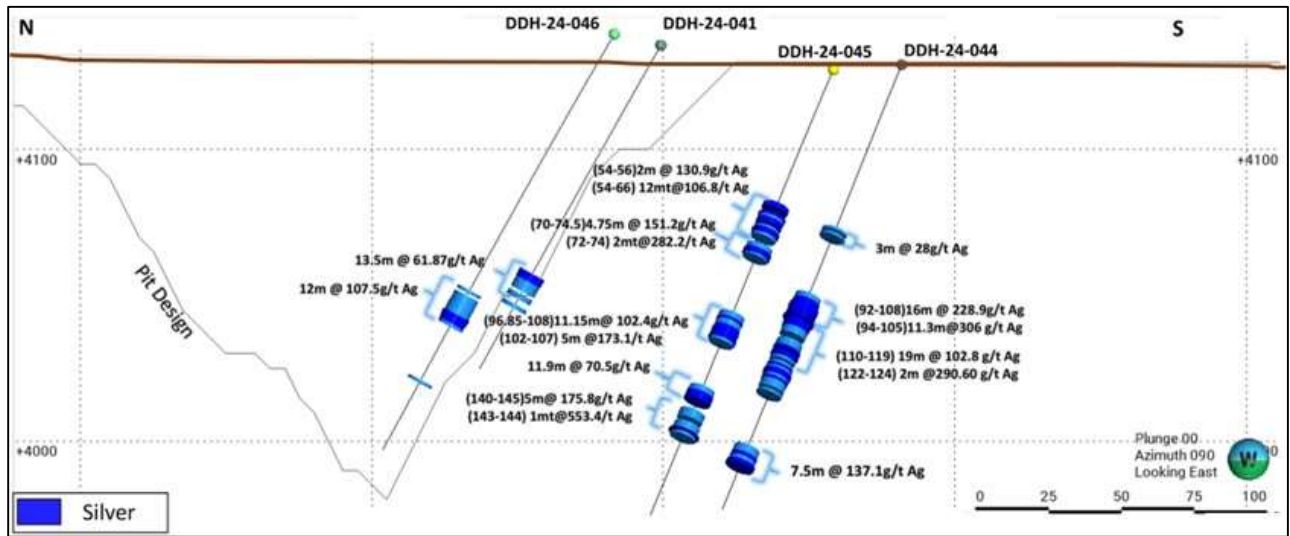 N
S
DDH-24-046
DDH-24-041
DDH-24-045
DDH-24-044
+4100
+4100
(54-56)2m @ 130.9g/t Ag
(54-66) 12mt@106.8/t Ag
(70-74.5)4.75m @ 151.2g/t Ag
(72-74) 2mt@282.2/t Ag
3m @ 28g/t Ag
13.5m @ 61.87g/t Ag
12m @ 107.5g/t Ag
Pit Design
(96.85-108)11.15m@ 102.4g/t Ag
(102-107) 5m @173.1/t Ag
(92-108)16m @ 228.9g/t Ag
(94-105)11.3m@306 g/t Ag
(110-119) 19m @ 102.8 g/t Ag
(122-124) 2m @290.60 g/t Ag
11.9m @ 70.5g/t Ag
(140-145)5m@ 175.8g/t Ag
(143-144) 1mt@553.4/t Ag
7.5m @ 137.1g/t Ag
+4000
Plunge 00
Azimuth 090
Looking East
W
0 25 50 75 100
Silver